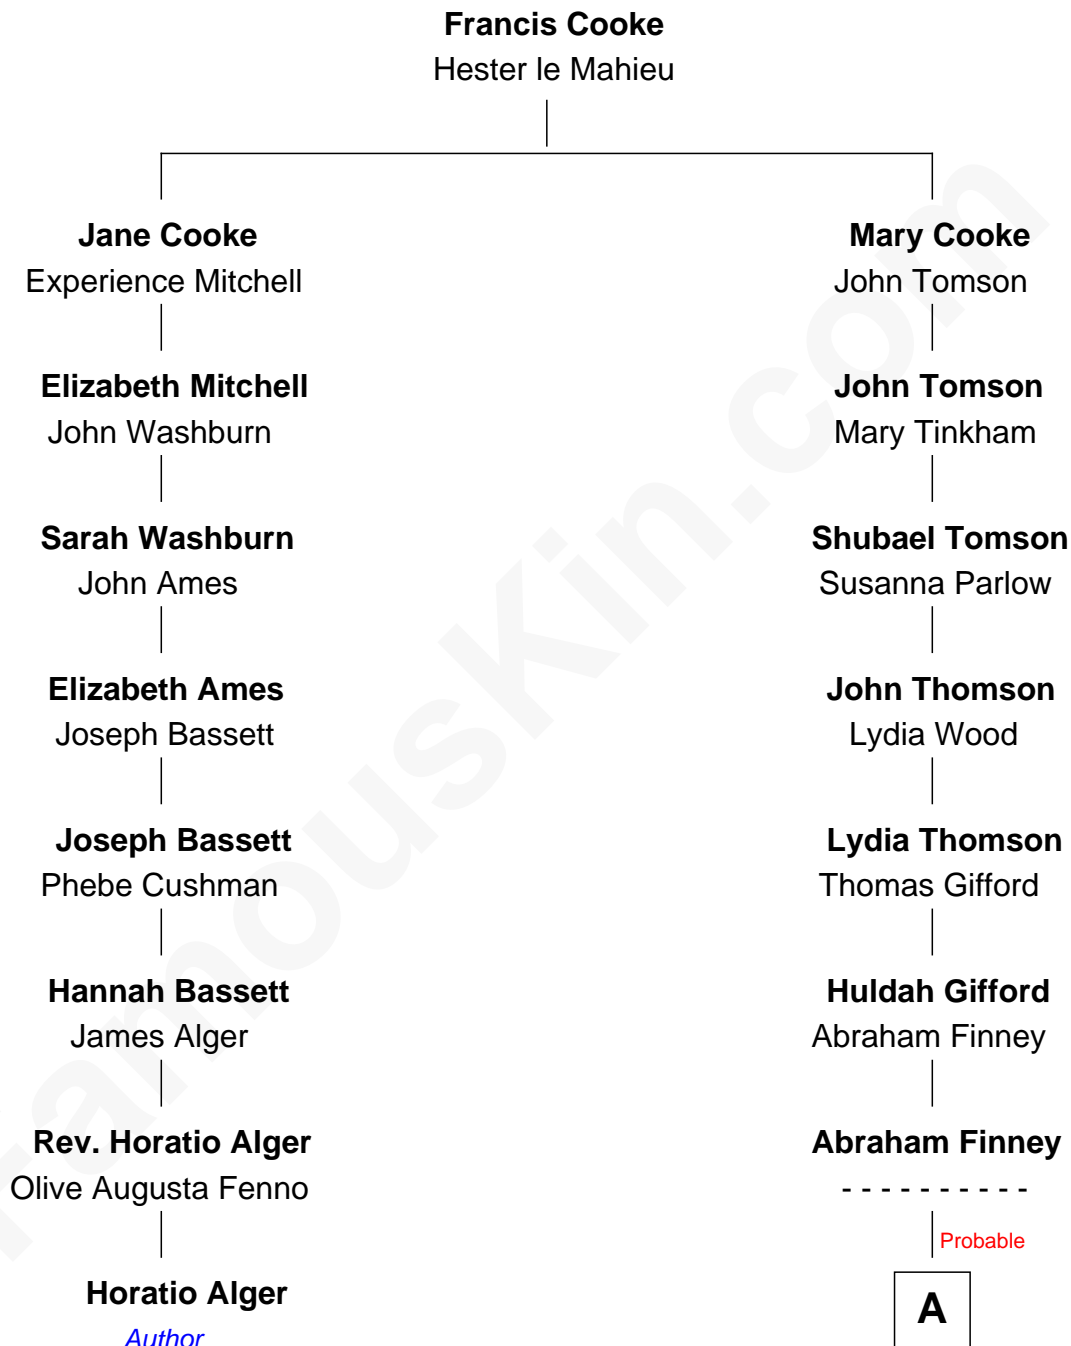 Francis Cooke
Hester le Mahieu
Jane Cooke
Experience Mitchell
Mary Cooke
John Tomson
Elizabeth Mitchell
John Washburn
John Tomson
Mary Tinkham
Sarah Washburn
John Ames
Shubael Tomson
Susanna Parlow
Elizabeth Ames
Joseph Bassett
John Thomson
Lydia Wood
Joseph Bassett
Phebe Cushman
Lydia Thomson
Thomas Gifford
Hannah Bassett
James Alger
Huldah Gifford
Abraham Finney
Rev. Horatio Alger
Olive Augusta Fenno
Abraham Finney
- - - - - - - - - -
Probable
Horatio Alger
Author
A
FamousKin.com